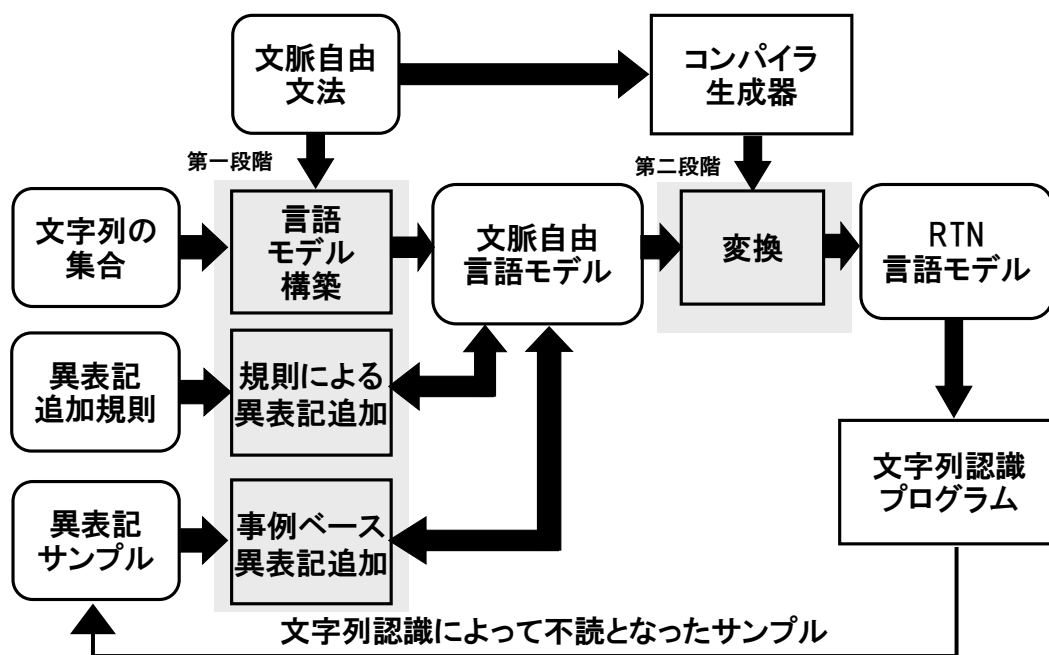 文脈自由
文法
コンパイラ
生成器
第一段階
第二段階
文字列の
集合
言語
モデル
構築
文脈自由
言語モデル
変換
RTN
言語モデル
異表記
追加規則
規則による
異表記追加
文字列認識
プログラム
異表記
サンプル
事例ベース
異表記追加
文字列認識によって不読となったサンプル